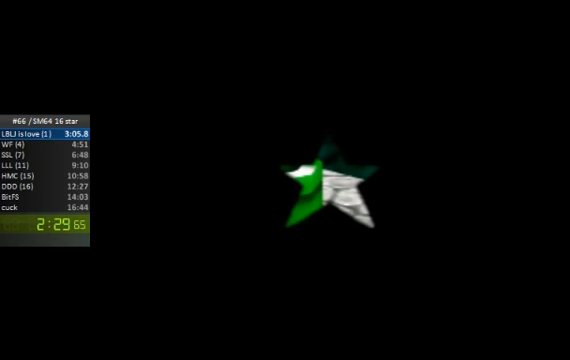 #66 / SM64 16 star
LBLJ is love (1) 3:05.8
WF (4) 4:51
SSL (7) 6:48
LLL (11) 9:10
HMC (15) 10:58
DDD (16) 12:27
BitFS 14:03
cuck 16:44
2:29 65